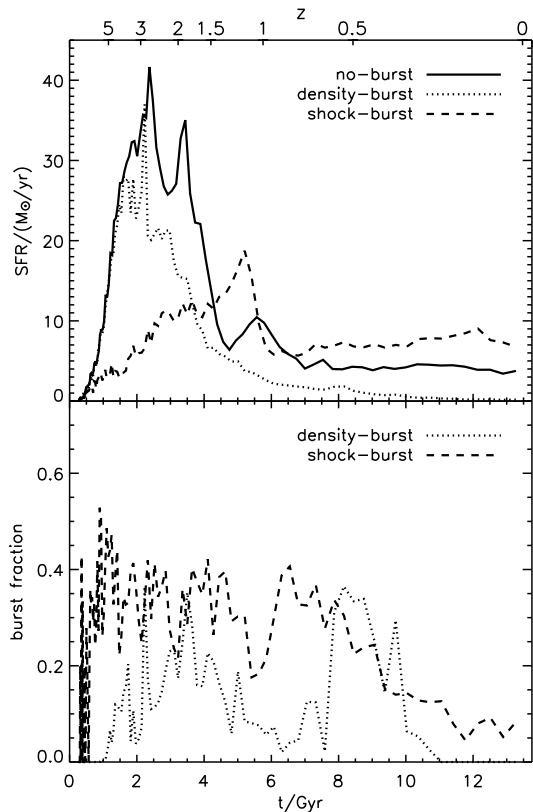 z
5 3 2 1.5 1 0.5 0
SFR/(M⊙/yr)
40
30
20
10
0
no-burst
density-burst
shock-burst
burst fraction
0.6
0.4
0.2
0.0
density-burst
shock-burst
0 2 4 6 8 10 12
t/Gyr